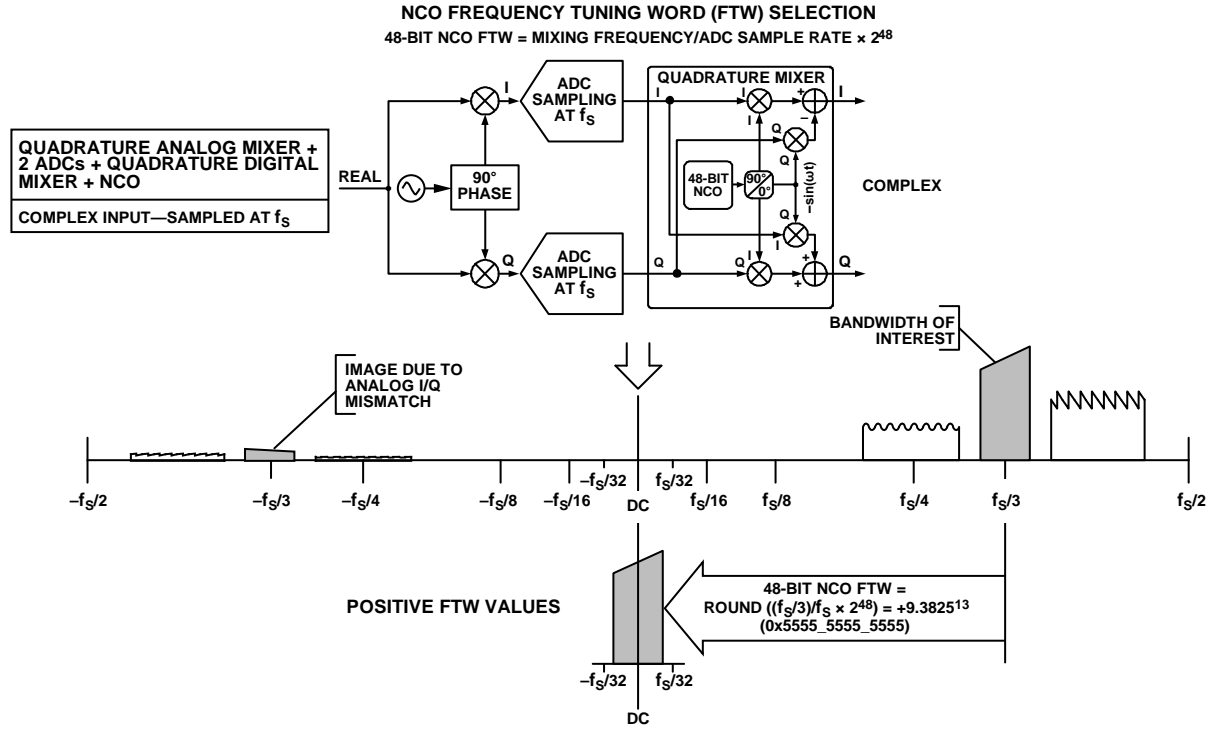 NCO FREQUENCY TUNING WORD (FTW) SELECTION
48-BIT NCO FTW = MIXING FREQUENCY/ADC SAMPLE RATE × 2⁴⁸
QUADRATURE ANALOG MIXER +
2 ADCs + QUADRATURE DIGITAL
MIXER + NCO
COMPLEX INPUT—SAMPLED AT fS
REAL
90°
PHASE
I
ADC
SAMPLING
AT fS
Q
ADC
SAMPLING
AT fS
QUADRATURE MIXER
I
I
I
+
–
I
Q
Q
48-BIT
NCO
90°
0°
–sin(ωt)
Q
I
+
Q
Q
I
+
Q
COMPLEX
BANDWIDTH OF
INTEREST
IMAGE DUE TO
ANALOG I/Q
MISMATCH
–fS/2
–fS/3
–fS/4
–fS/8
–fS/16
–fS/32
DC
fS/32
fS/16
fS/8
fS/4
fS/3
fS/2
POSITIVE FTW VALUES
48-BIT NCO FTW =
ROUND ((fS/3)/fS × 2⁴⁸) = +9.3825¹³
(0x5555_5555_5555)
–fS/32
fS/32
DC